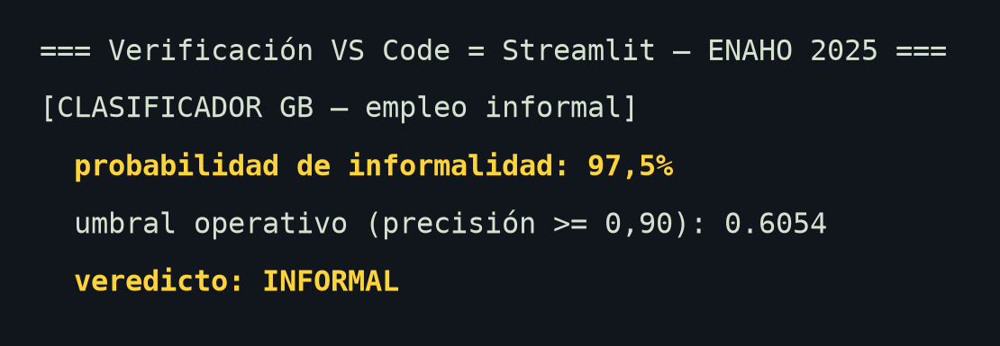 === Verificación VS Code = Streamlit — ENAHO 2025 ===
[CLASIFICADOR GB — empleo informal]
probabilidad de informalidad: 97,5%
umbral operativo (precisión >= 0,90): 0.6054
veredicto: INFORMAL